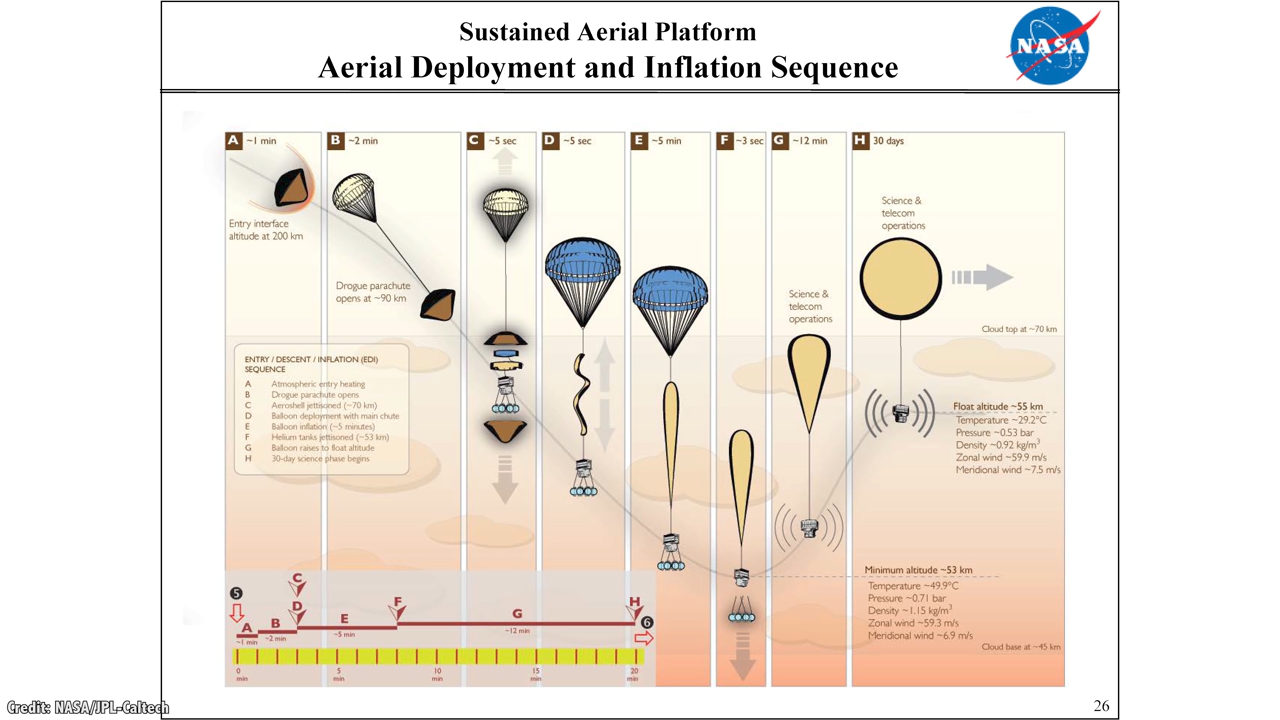 Sustained Aerial Platform
Aerial Deployment and Inflation Sequence
NASA
A ~1 min
B ~2 min
C ~5 sec
D ~5 sec
E ~5 min
F ~3 sec
G ~12 min
H 30 days
Entry interface
altitude at 200 km
Drogue parachute
opens at ~90 km
Science &
telecom
operations
Science &
telecom
operations
Cloud top at ~70 km
ENTRY / DESCENT / INFLATION (EDI)
SEQUENCE
A Atmospheric entry heating
B Drogue parachute opens
C Aeroshell jettisoned (~70 km)
D Balloon deployment with main chute
E Balloon inflation (~5 minutes)
F Helium tanks jettisoned (~53 km)
G Balloon raises to float altitude
H 30-day science phase begins
Float altitude ~55 km
Temperature ~29.2°C
Pressure ~0.53 bar
Density ~0.92 kg/m³
Zonal wind ~59.9 m/s
Meridional wind ~7.5 m/s
Minimum altitude ~53 km
Temperature ~49.9°C
Pressure ~0.71 bar
Density ~1.15 kg/m³
Zonal wind ~59.3 m/s
Meridional wind ~6.9 m/s
Cloud base at ~45 km
5
C
D
F
H
A
B
E
G
6
~1 min
~2 min
~5 min
~12 min
0
min
5
min
10
min
15
min
20
min
Credit: NASA/JPL-Caltech
26